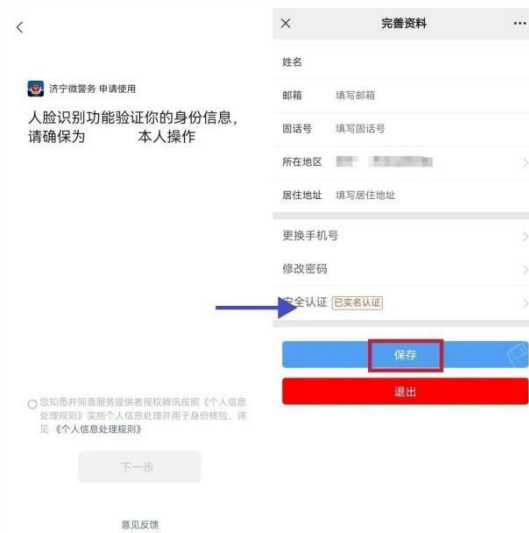 济宁微警务 申请使用
人脸识别功能验证你的身份信息，
请确保为 本人操作
您知悉并同意服务提供者授权腾讯按照《个人信息
处理规则》实施个人信息处理并用于身份核验。详
见 《个人信息处理规则》
下一步
意见反馈
完善资料
姓名
邮箱 填写邮箱
固话号 填写固话号
所在地区
居住地址 填写居住地址
更换手机号
修改密码
安全认证 已实名认证
保存
退出